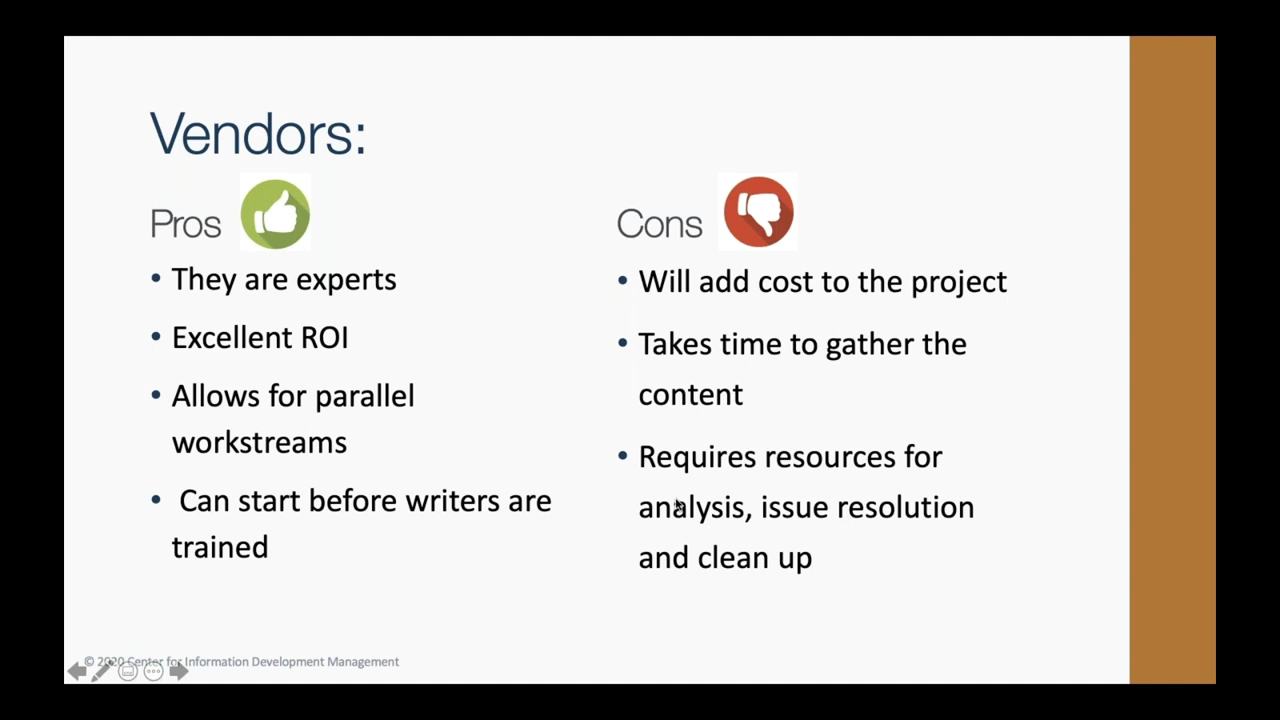 Vendors:
Pros
• They are experts
• Excellent ROI
• Allows for parallel
workstreams
• Can start before writers are
trained
Cons
• Will add cost to the project
• Takes time to gather the
content
• Requires resources for
analysis, issue resolution
and clean up
© 2020 Center for Information Development Management